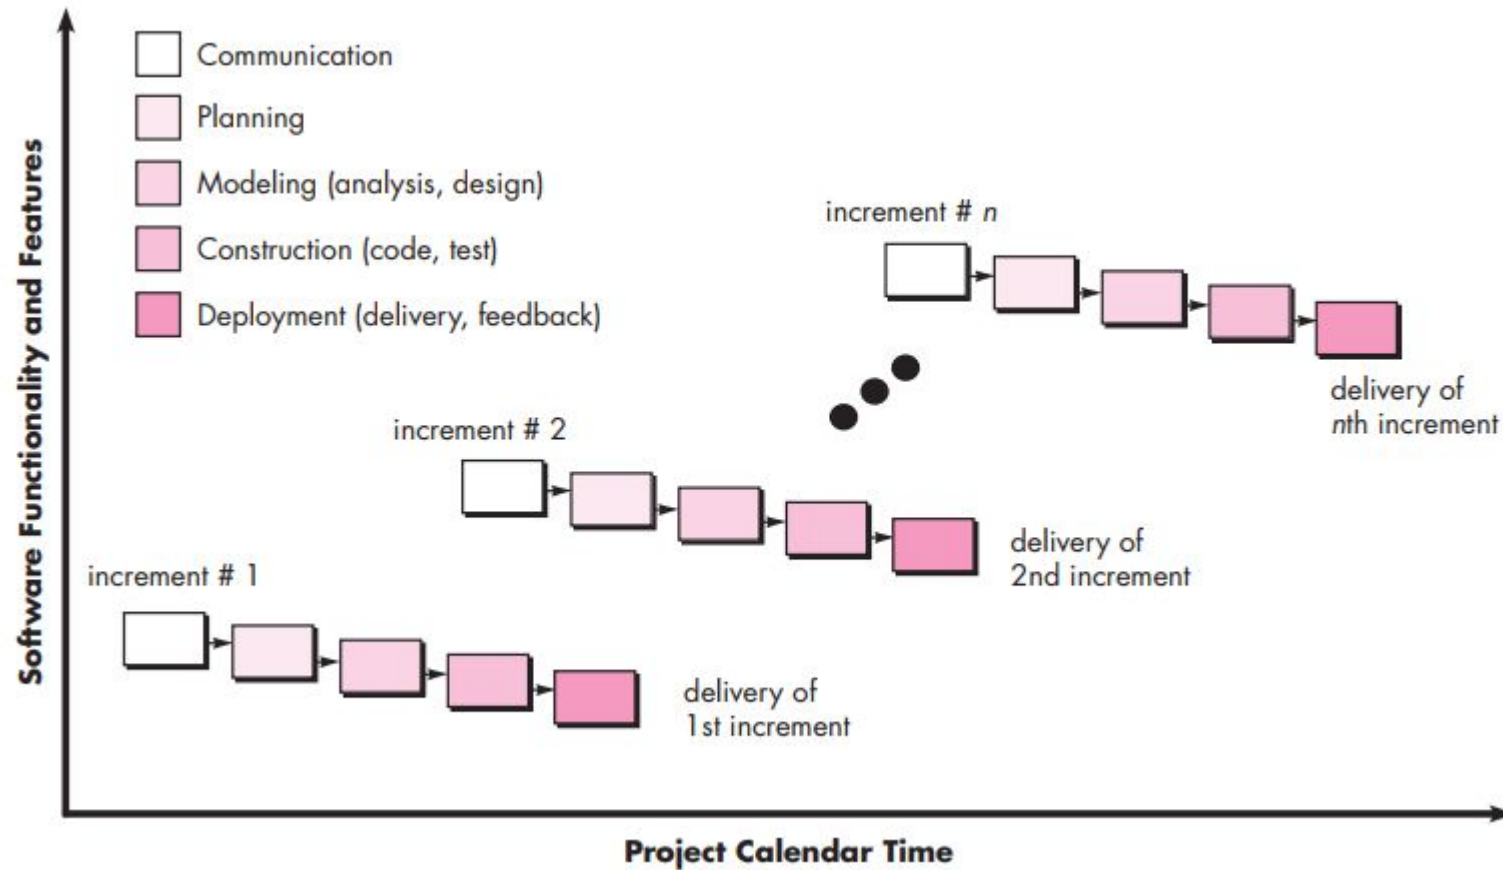 Software Functionality and Features
Communication
Planning
Modeling (analysis, design)
Construction (code, test)
Deployment (delivery, feedback)
increment # n
delivery of
nth increment
increment # 2
delivery of
2nd increment
increment # 1
delivery of
1st increment
Project Calendar Time